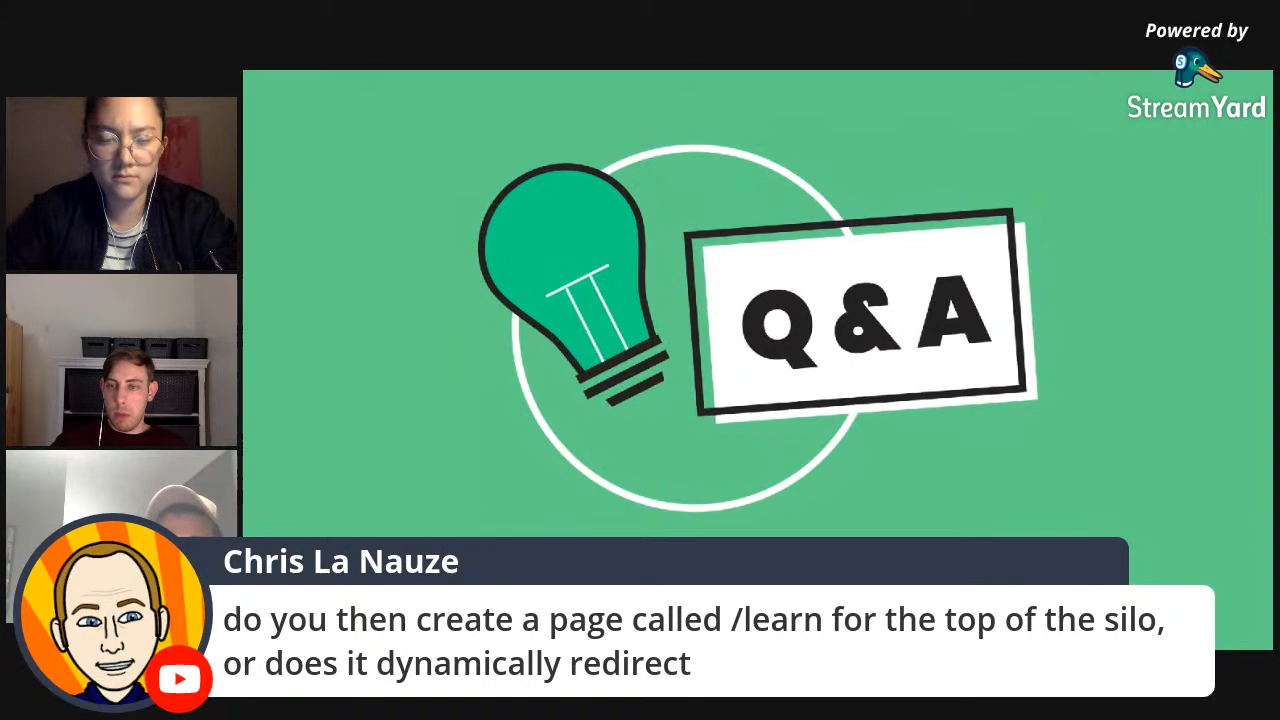 Powered by
StreamYard
Q & A
Chris La Nauze
do you then create a page called /learn for the top of the silo,
or does it dynamically redirect